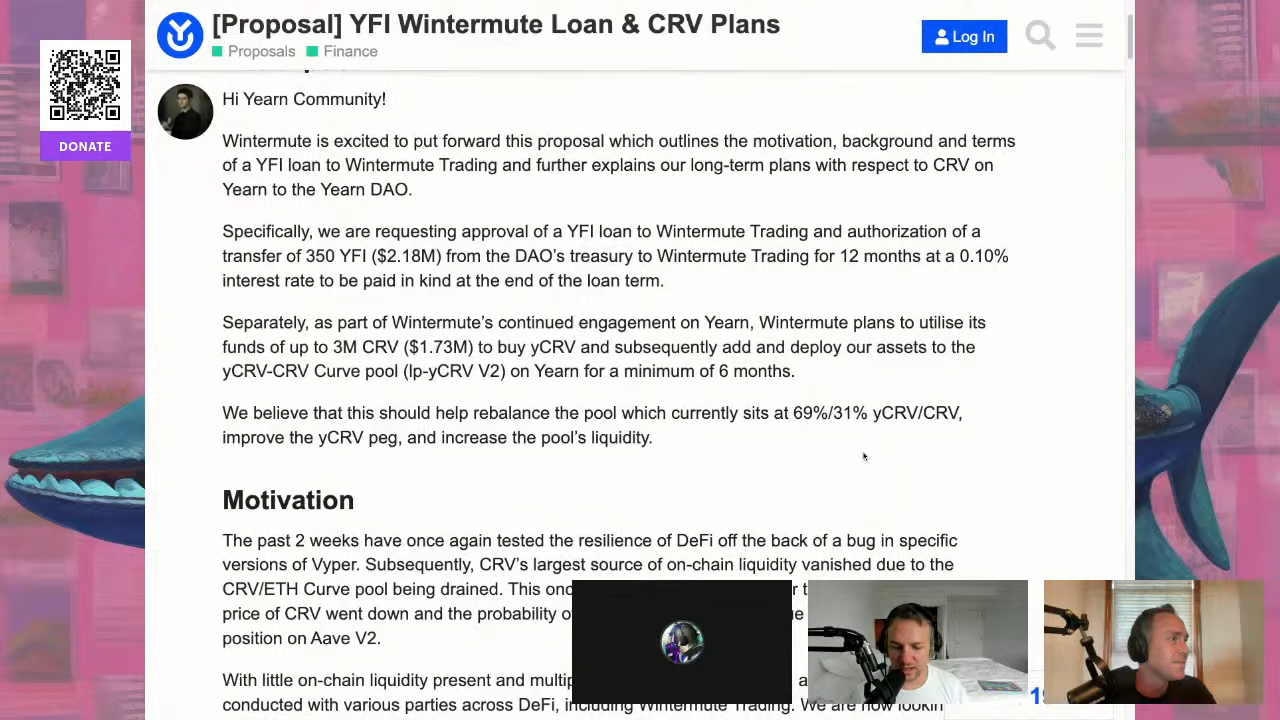 [Proposal] YFI Wintermute Loan & CRV Plans
Proposals Finance
Log In
DONATE
Hi Yearn Community!
Wintermute is excited to put forward this proposal which outlines the motivation, background and terms
of a YFI loan to Wintermute Trading and further explains our long-term plans with respect to CRV on
Yearn to the Yearn DAO.
Specifically, we are requesting approval of a YFI loan to Wintermute Trading and authorization of a
transfer of 350 YFI ($2.18M) from the DAO’s treasury to Wintermute Trading for 12 months at a 0.10%
interest rate to be paid in kind at the end of the loan term.
Separately, as part of Wintermute’s continued engagement on Yearn, Wintermute plans to utilise its
funds of up to 3M CRV ($1.73M) to buy yCRV and subsequently add and deploy our assets to the
yCRV-CRV Curve pool (lp-yCRV V2) on Yearn for a minimum of 6 months.
We believe that this should help rebalance the pool which currently sits at 69%/31% yCRV/CRV,
improve the yCRV peg, and increase the pool’s liquidity.
Motivation
The past 2 weeks have once again tested the resilience of DeFi off the back of a bug in specific
versions of Vyper. Subsequently, CRV’s largest source of on-chain liquidity vanished due to the
CRV/ETH Curve pool being drained. This
price of CRV went down and the probability
position on Aave V2.
With little on-chain liquidity present and
conducted with various parties across DeFi, including Wintermute Trading. We are now